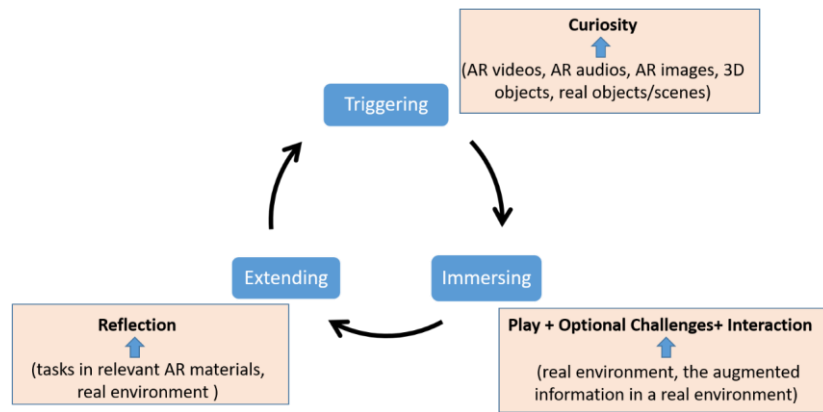 Curiosity
(AR videos, AR audios, AR images, 3D
objects, real objects/scenes)
Triggering
Extending
Immersing
Reflection
(tasks in relevant AR materials,
real environment )
Play + Optional Challenges+ Interaction
(real environment, the augmented
information in a real environment)